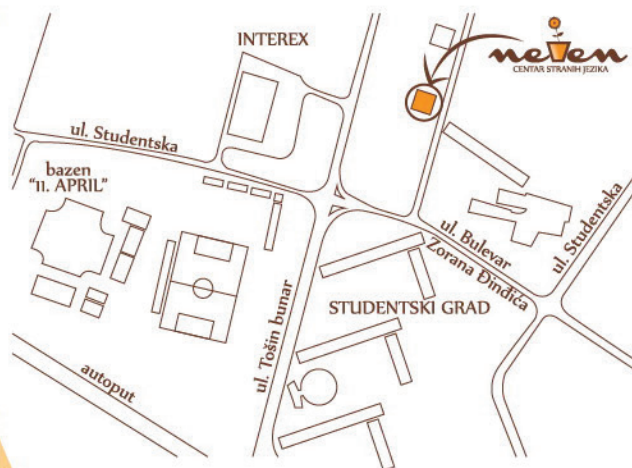 INTEREX
neven
CENTAR STRANIH JEZIKA
ul. Studentska
bazen
"11. APRIL"
ul. Bulevar
Zorana Đinđića
ul. Studentska
STUDENTSKI GRAD
ul. Tošin bunar
autoput